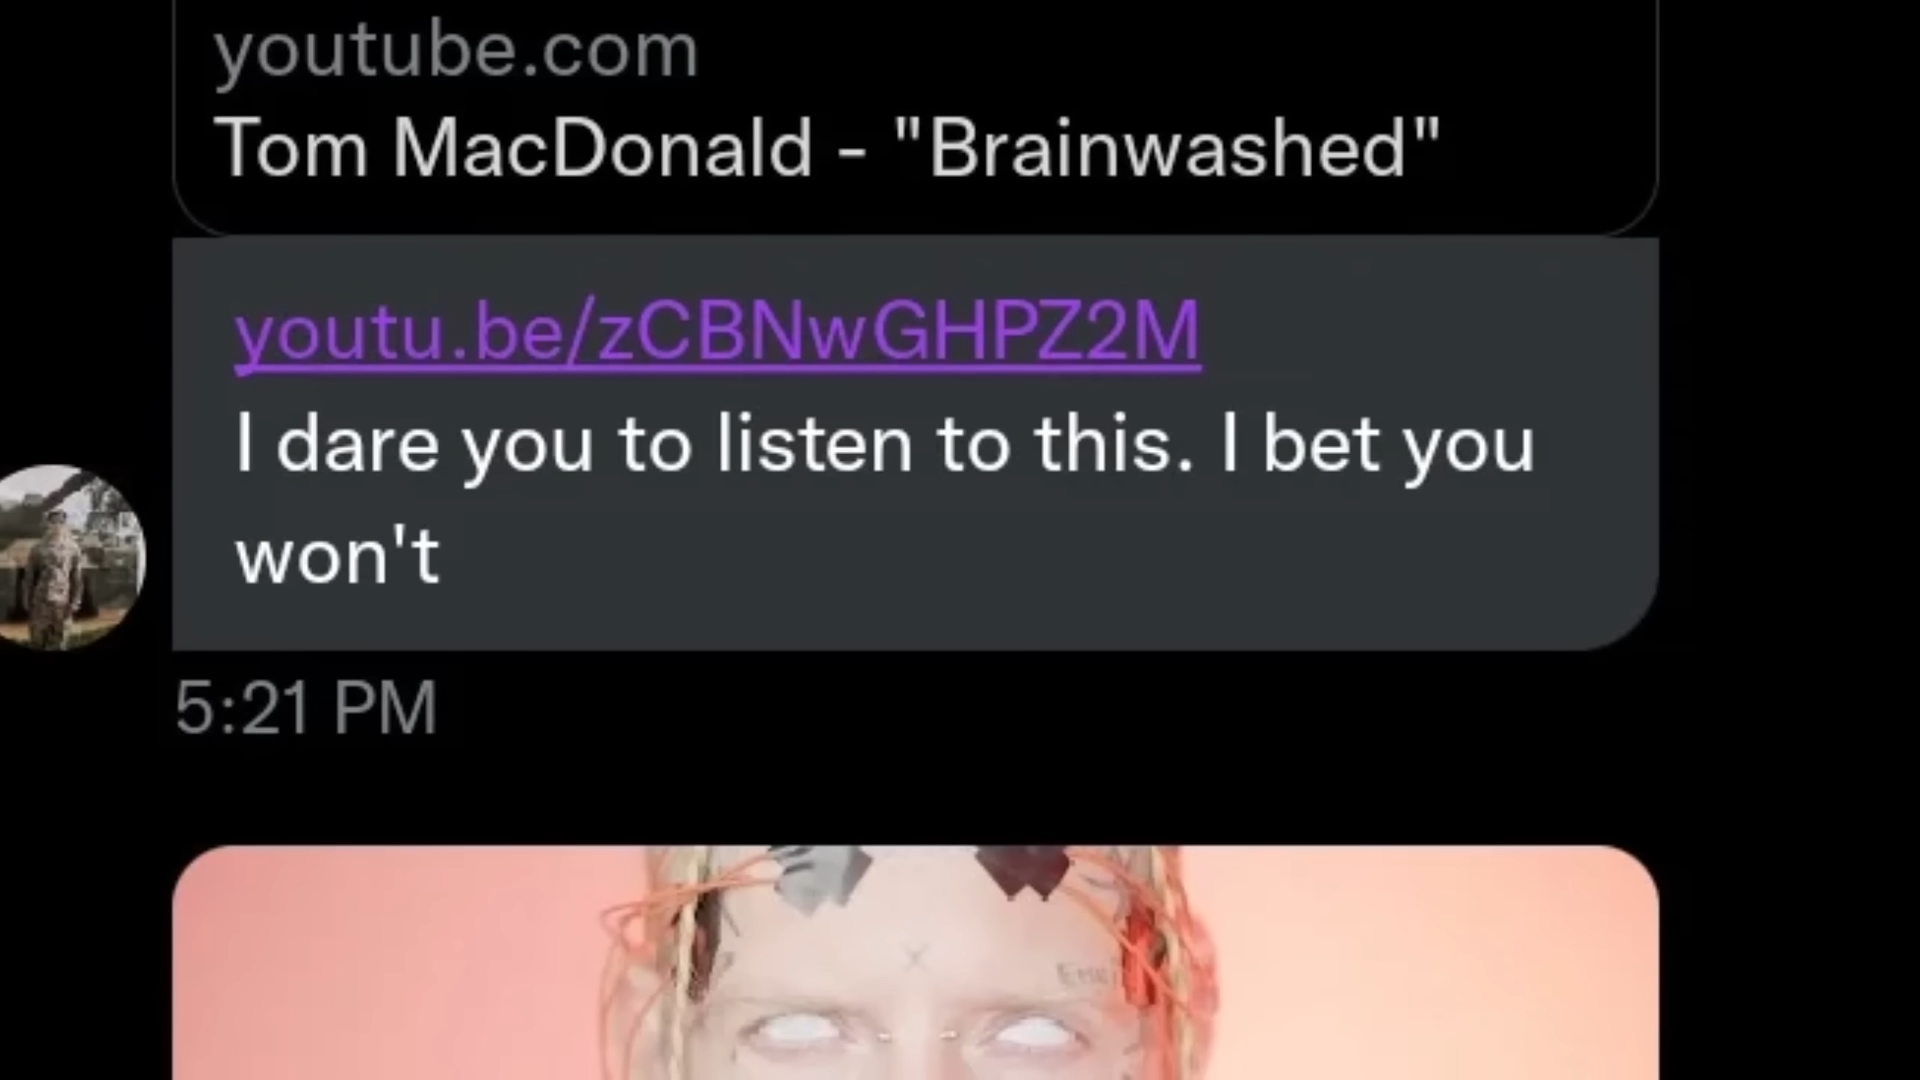 youtube.com
Tom MacDonald - "Brainwashed"
youtu.be/zCBNwGHPZ2M
I dare you to listen to this. I bet you
won't
5:21 PM